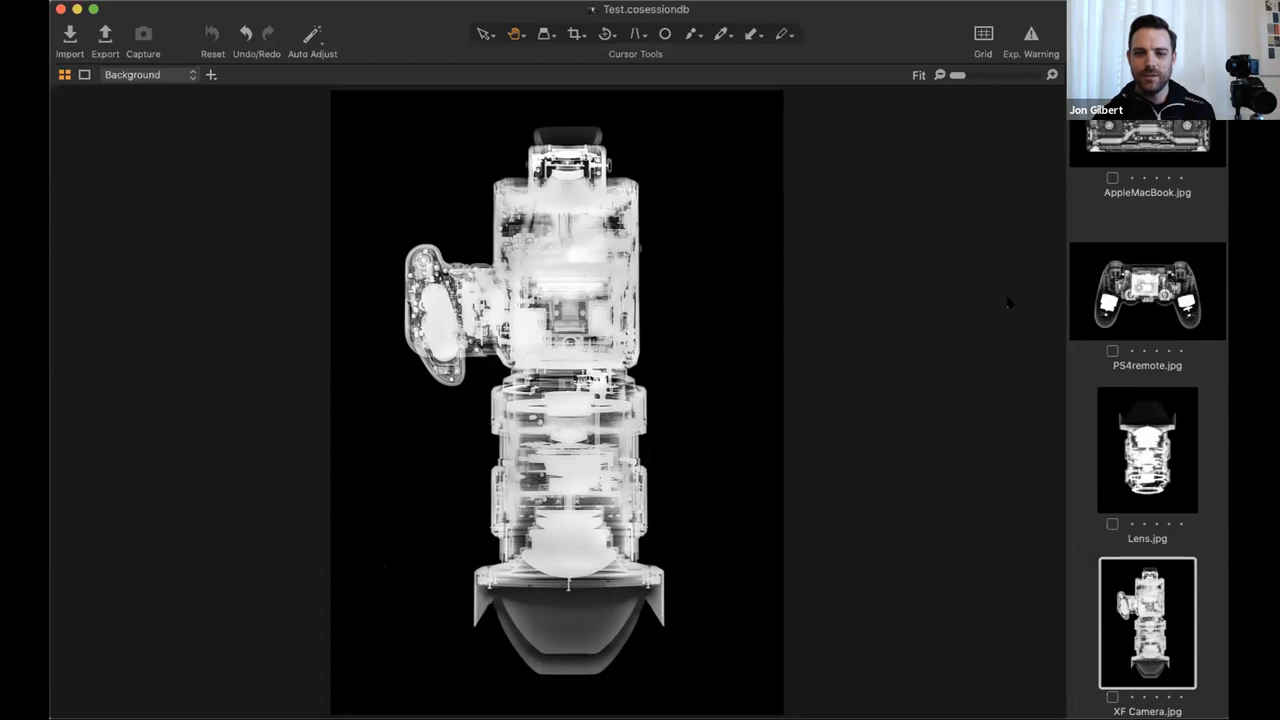 Test.cosessiondb
Import Export Capture Reset Undo/Redo Auto Adjust Cursor Tools Grid Exp. Warning
Background Fit
Jon Gilbert
AppleMacBook.jpg
PS4remote.jpg
Lens.jpg
XF Camera.jpg